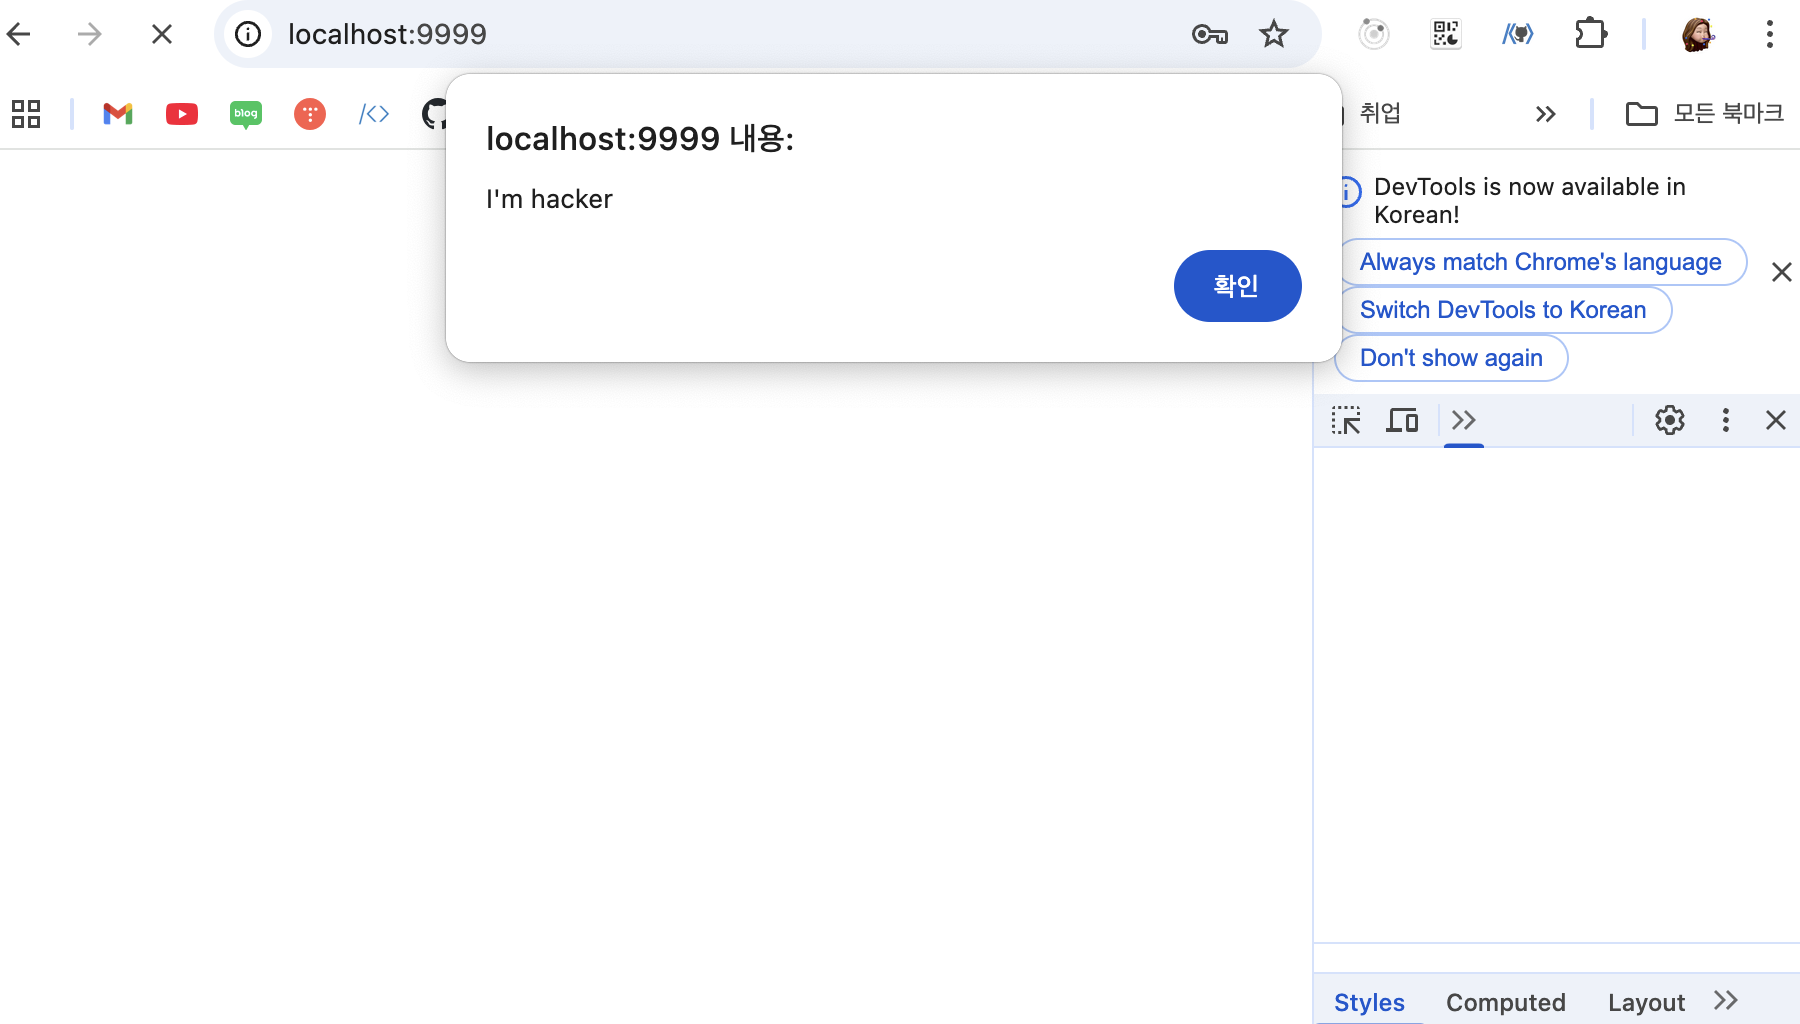 localhost:9999
blog
취업
모든 북마크
localhost:9999 내용:
I'm hacker
확인
DevTools is now available in
Korean!
Always match Chrome's language
Switch DevTools to Korean
Don't show again
Styles
Computed
Layout